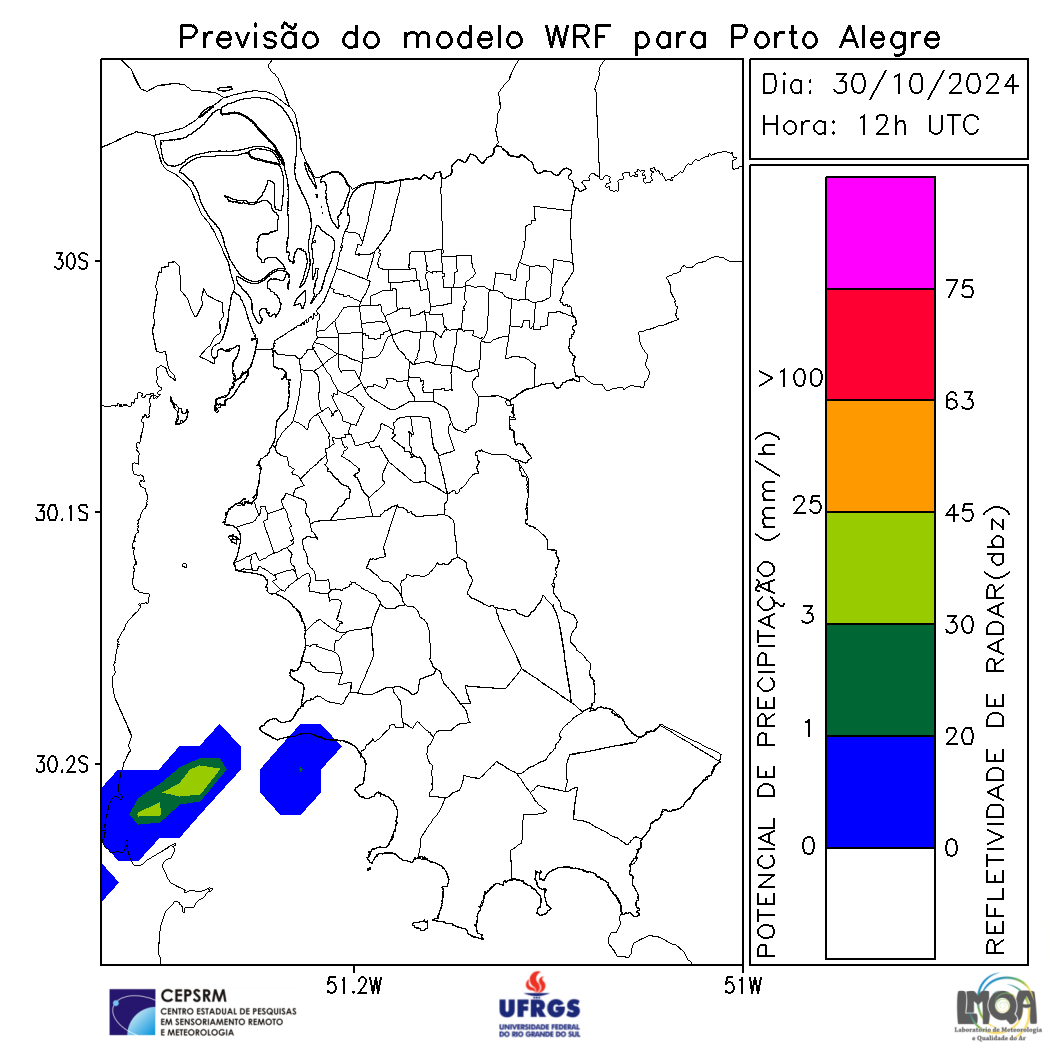 Previsão do modelo WRF para Porto Alegre
Dia: 30/10/2024
Hora: 12h UTC
30S
30.1S
30.2S
51.2W
51W
POTENCIAL DE PRECIPITAÇÃO (mm/h)
>100
25
3
1
0
75
63
45
30
20
0
REFLETIVIDADE DE RADAR(dbz)
CEPSRM
CENTRO ESTADUAL DE PESQUISAS
EM SENSORIAMENTO REMOTO
E METEOROLOGIA
UFRGS
UNIVERSIDADE FEDERAL
DO RIO GRANDE DO SUL
LMQA
Laboratório de Meteorologia
e Qualidade do Ar